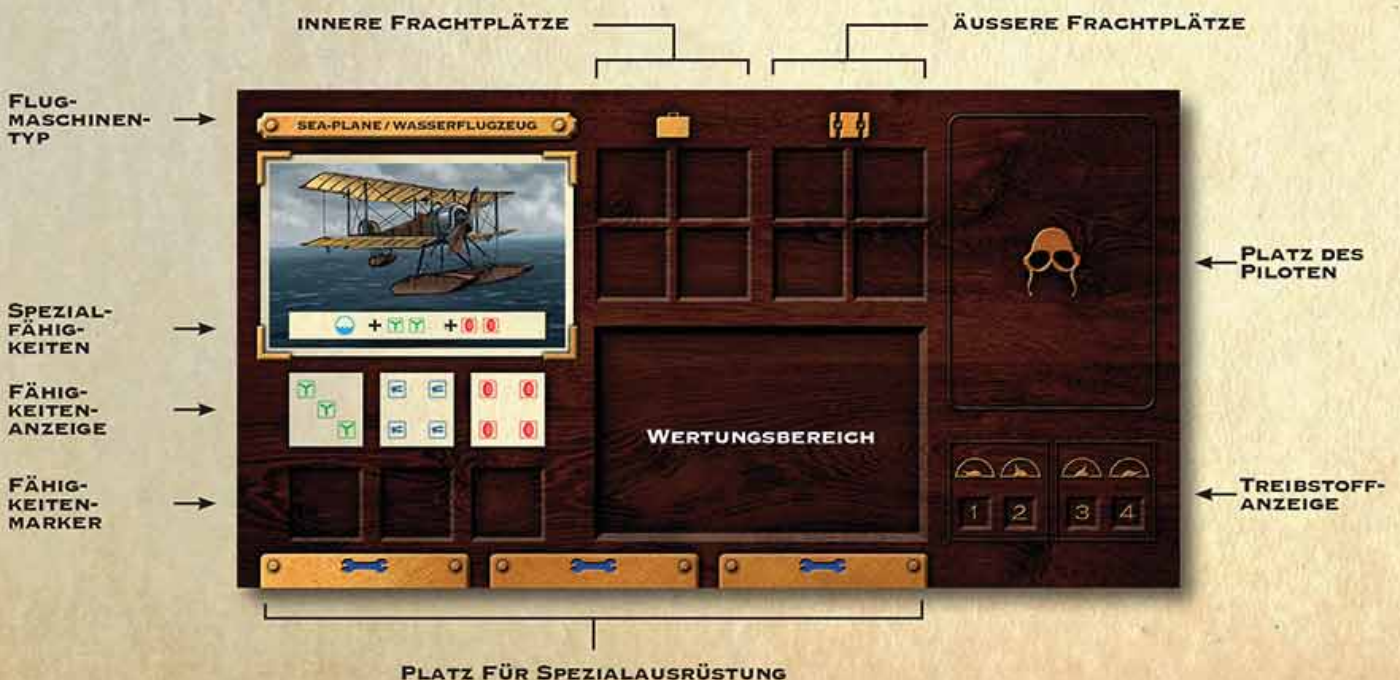 INNERE FRACHTPLÄTZE
ÄUSSERE FRACHTPLÄTZE
FLUG-
MASCHINEN-
TYP
SEA-PLANE / WASSERFLUGZEUG
PLATZ DES
PILOTEN
SPEZIAL-
FÄHIG-
KEITEN
+ +
FÄHIG-
KEITEN-
ANZEIGE
WERTUNGSBEREICH
FÄHIG-
KEITEN-
MARKER
1 2 3 4
TREIBSTOFF-
ANZEIGE
PLATZ FÜR SPEZIALAUSRÜSTUNG